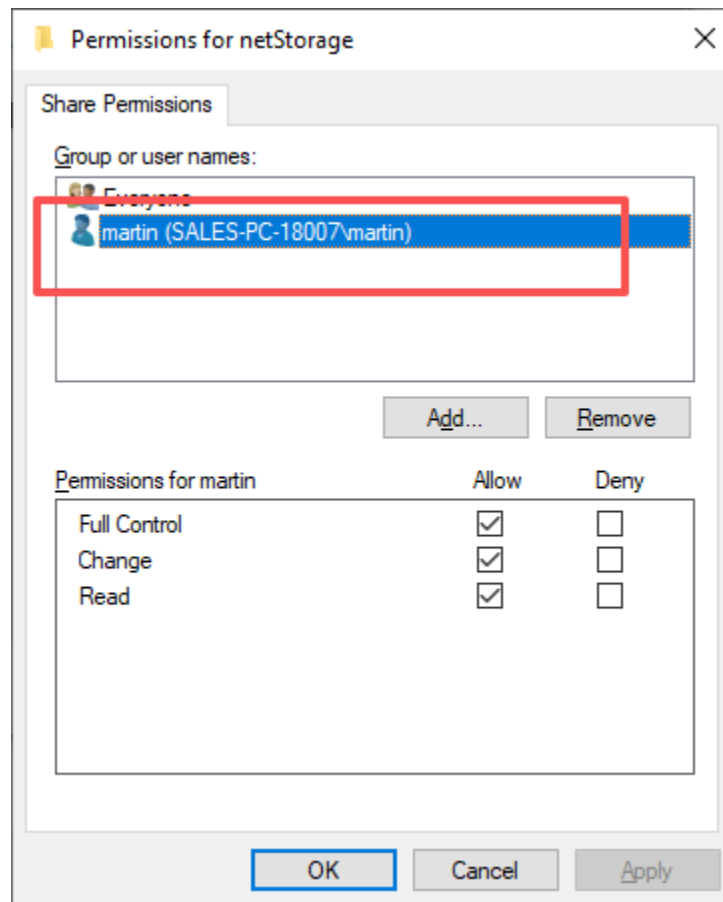 Permissions for netStorage
Share Permissions
Group or user names:
Everyone
martin (SALES-PC-18007\martin)
Add...
Remove
Permissions for martin Allow Deny
Full Control
Change
Read
OK Cancel Apply